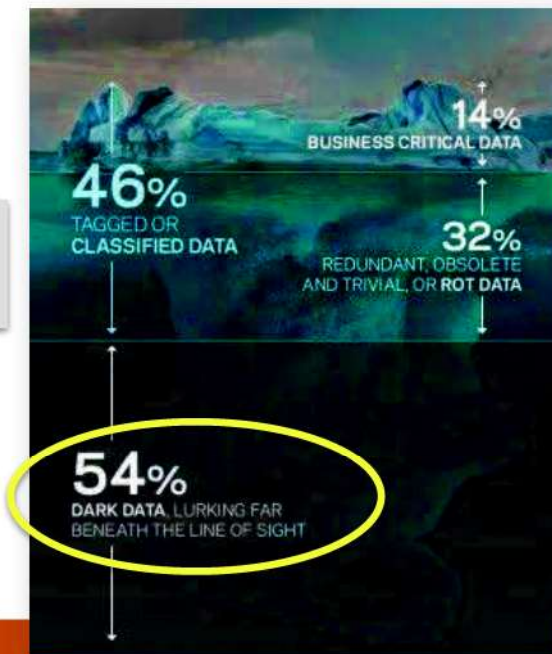 14%
BUSINESS CRITICAL DATA
46%
TAGGED OR
CLASSIFIED DATA
32%
REDUNDANT, OBSOLETE
AND TRIVIAL, OR ROT DATA
54%
DARK DATA, LURKING FAR
BENEATH THE LINE OF SIGHT